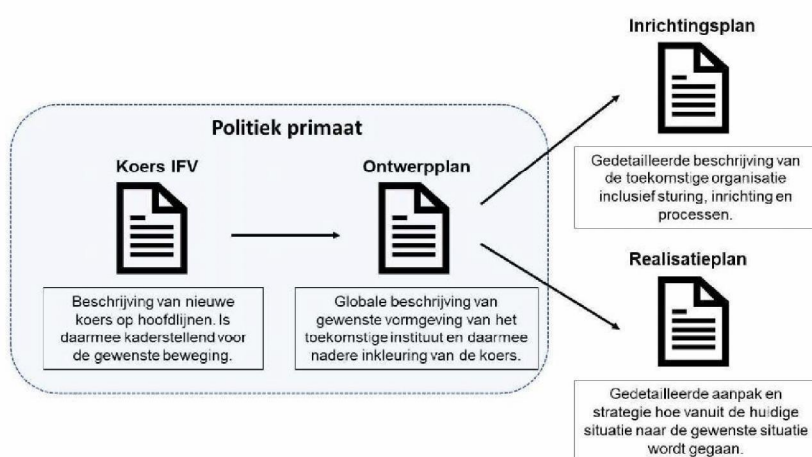 Politiek primaat
Koers IFV
Beschrijving van nieuwe
koers op hoofdlijnen. Is
daarmee kaderstellend voor
de gewenste beweging.
Ontwerpplan
Globale beschrijving van
gewenste vormgeving van het
toekomstige instituut en daarmee
nadere inkleuring van de koers.
Inrichtingsplan
Gedetailleerde beschrijving van
de toekomstige organisatie
inclusief sturing, inrichting en
processen.
Realisatieplan
Gedetailleerde aanpak en
strategie hoe vanuit de huidige
situatie naar de gewenste situatie
wordt gegaan.